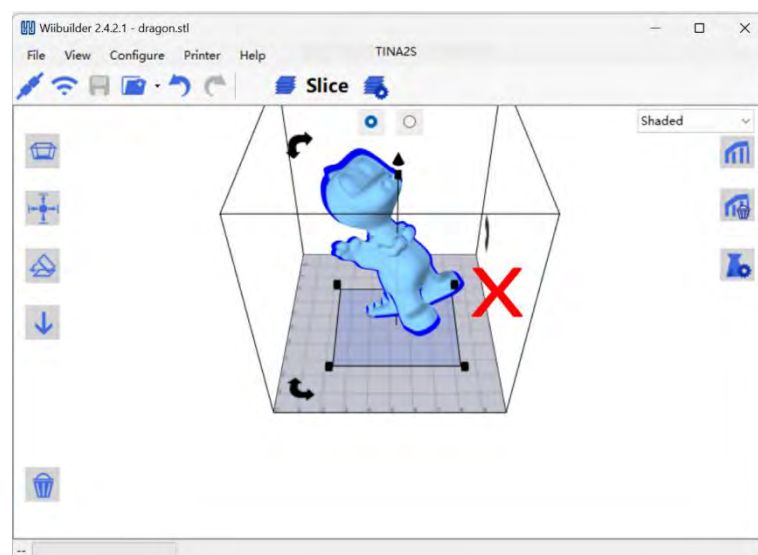 Wiibuilder 2.4.2.1 - dragon.stl
File View Configure Printer Help TINA2S
Slice
Shaded
--